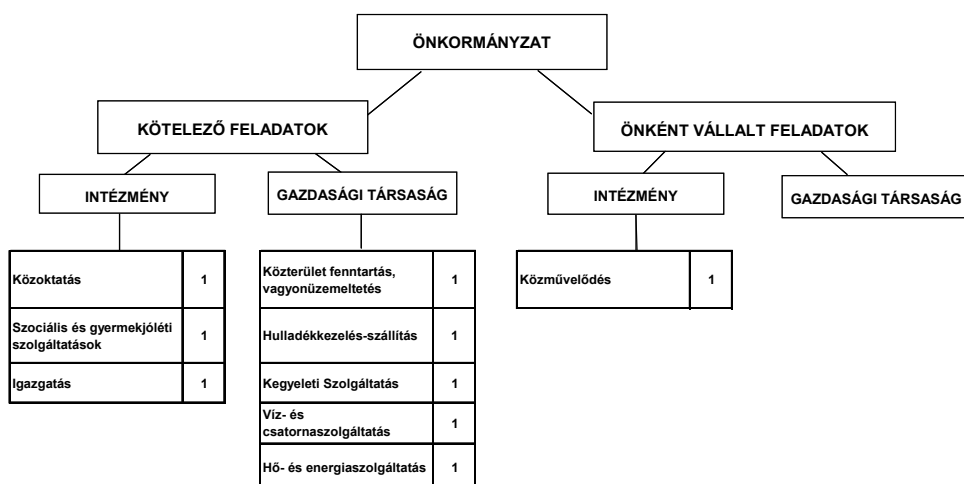 ÖNKORMÁNYZAT
KÖTELEZŐ FELADATOK
ÖNKÉNT VÁLLALT FELADATOK
INTÉZMÉNY
GAZDASÁGI TÁRSASÁG
INTÉZMÉNY
GAZDASÁGI TÁRSASÁG
Közoktatás 1
Szociális és gyermekjóléti
szolgáltatások 1
Igazgatás 1
Közterület fenntartás,
vagyonüzemeltetés 1
Hulladékkezelés-szállítás 1
Kegyeleti Szolgáltatás 1
Víz- és
csatornaszolgáltatás 1
Hő- és energiaszolgáltatás 1
Közművelődés 1